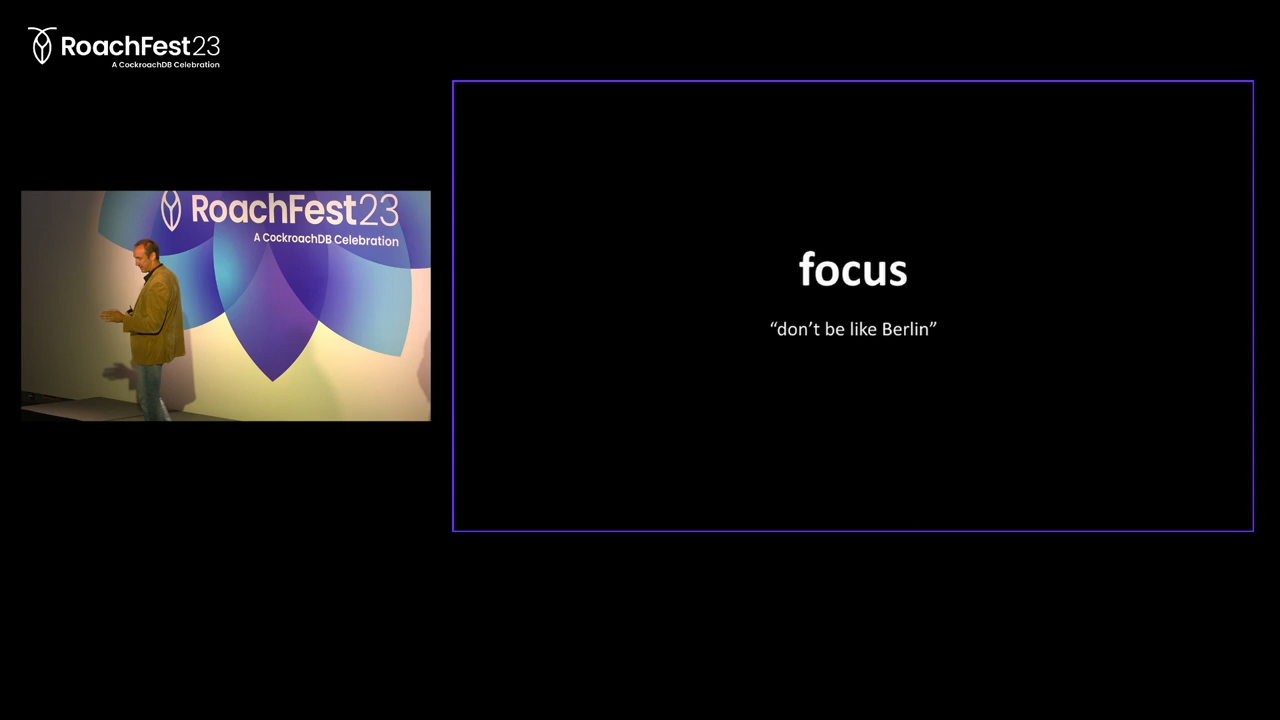 RoachFest23
A CockroachDB Celebration
RoachFest23
A CockroachDB Celebration
focus
“don’t be like Berlin”